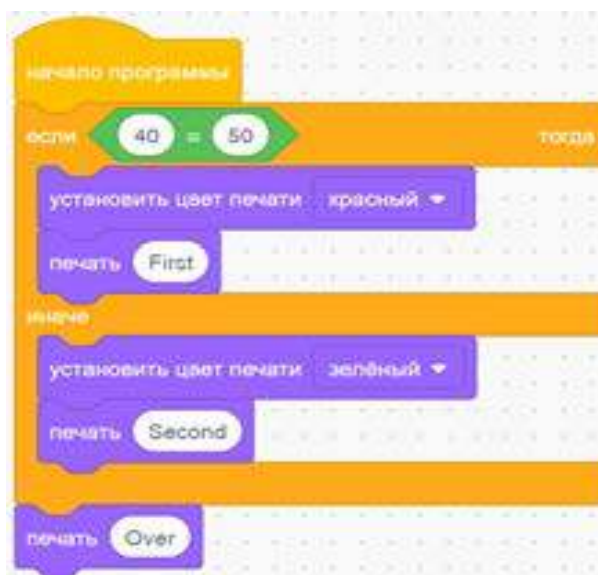 начало программы
если 40 = 50 тогда
установить цвет печати красный
печать First
иначе
установить цвет печати зелёный
печать Second
печать Over